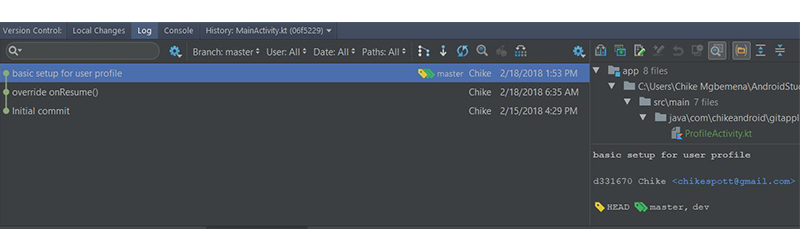 Version Control: Local Changes Log Console History: MainActivity.kt (06f5229)
Branch: master User: All Date: All Paths: All
basic setup for user profile master Chike 2/18/2018 1:53 PM
override onResume() Chike 2/18/2018 6:35 AM
Initial commit Chike 2/15/2018 4:29 PM
app 8 files
C:\Users\Chike Mgbemena\AndroidStu
src\main 7 files
java\com\chikeandroid\gitappl
ProfileActivity.kt
basic setup for user profile
d331670 Chike <chikespott@gmail.com>
HEAD master, dev